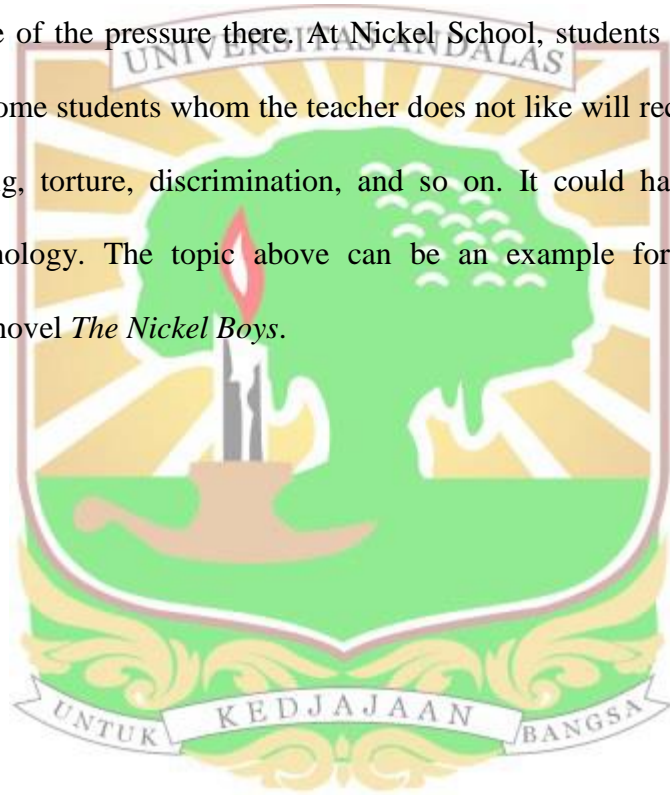 e of the pressure there. At Nickel School, students
UNIVERSITAS ANDALAS
ome students whom the teacher does not like will rec
g, torture, discrimination, and so on. It could ha
nology. The topic above can be an example for
novel The Nickel Boys.
UNTUK KEDJAJAAN BANGSA